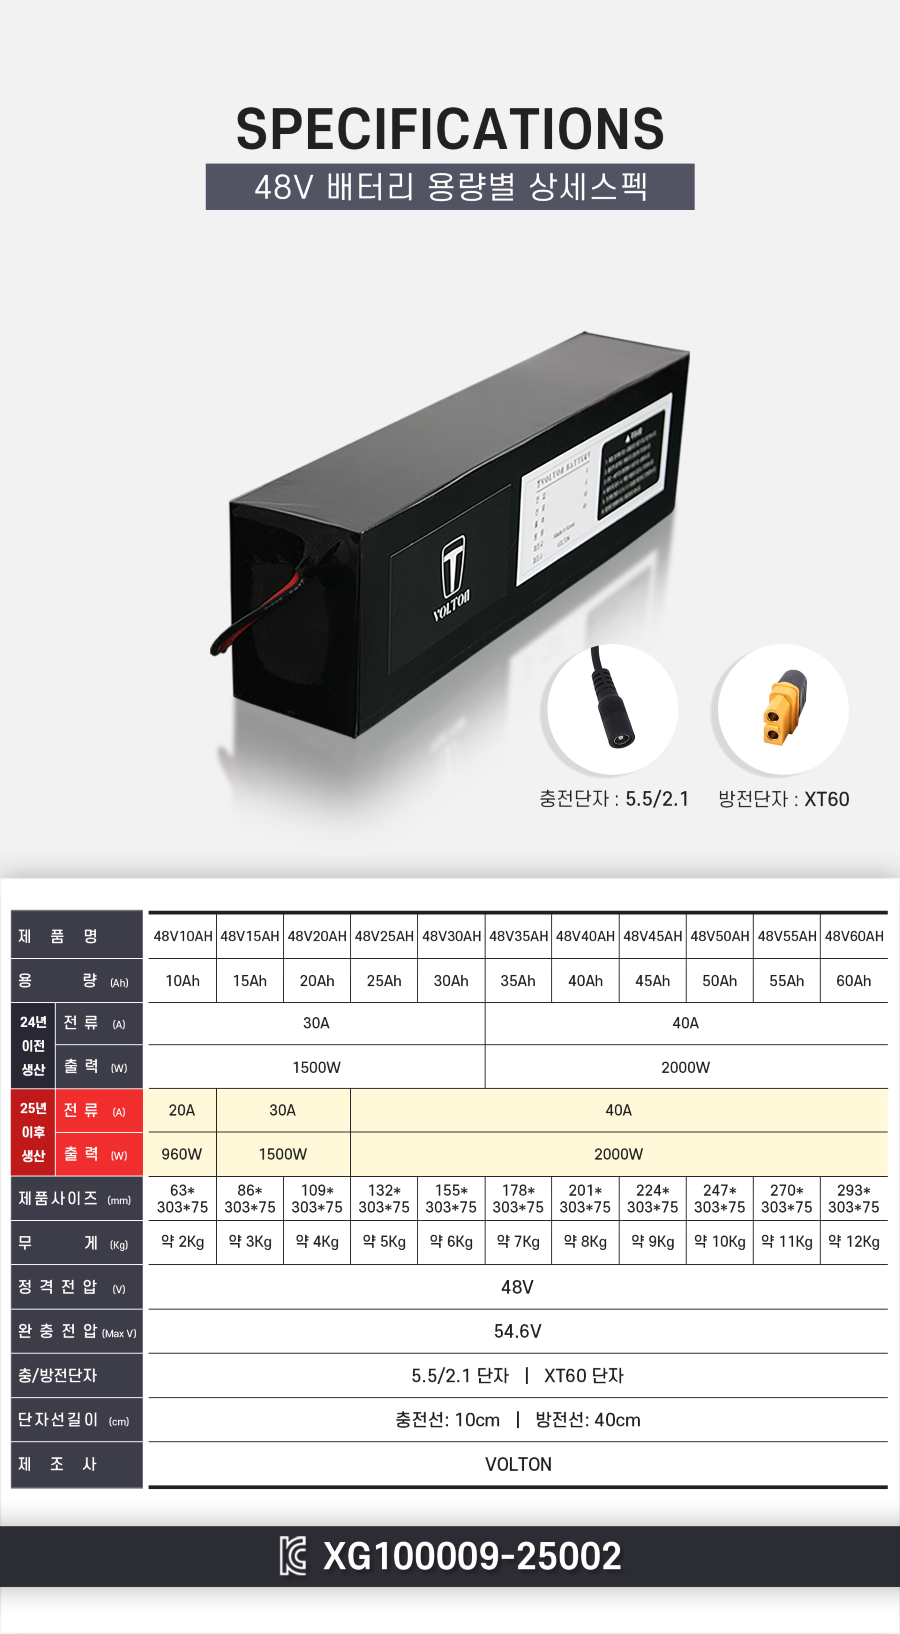 SPECIFICATIONS
48V 배터리 용량별 상세스펙
VOLTON BATTERY
Made in Korea
VOLTON
T
VOLTON
충전단자 : 5.5/2.1 방전단자 : XT60
제 품 명 48V10AH 48V15AH 48V20AH 48V25AH 48V30AH 48V35AH 48V40AH 48V45AH 48V50AH 48V55AH 48V60AH
용 량 (Ah) 10Ah 15Ah 20Ah 25Ah 30Ah 35Ah 40Ah 45Ah 50Ah 55Ah 60Ah
24년 이전 생산
전 류 (A) 30A 40A
출 력 (W) 1500W 2000W
25년 이후 생산
전 류 (A) 20A 30A 40A
출 력 (W) 960W 1500W 2000W
제품사이즈 (mm) 63*303*75 86*303*75 109*303*75 132*303*75 155*303*75 178*303*75 201*303*75 224*303*75 247*303*75 270*303*75 293*303*75
무 게 (Kg) 약 2Kg 약 3Kg 약 4Kg 약 5Kg 약 6Kg 약 7Kg 약 8Kg 약 9Kg 약 10Kg 약 11Kg 약 12Kg
정 격 전 압 (V) 48V
완 충 전 압 (Max V) 54.6V
충/방전단자 5.5/2.1 단자 | XT60 단자
단자선길이 (cm) 충전선: 10cm | 방전선: 40cm
제 조 사 VOLTON
KC XG100009-25002